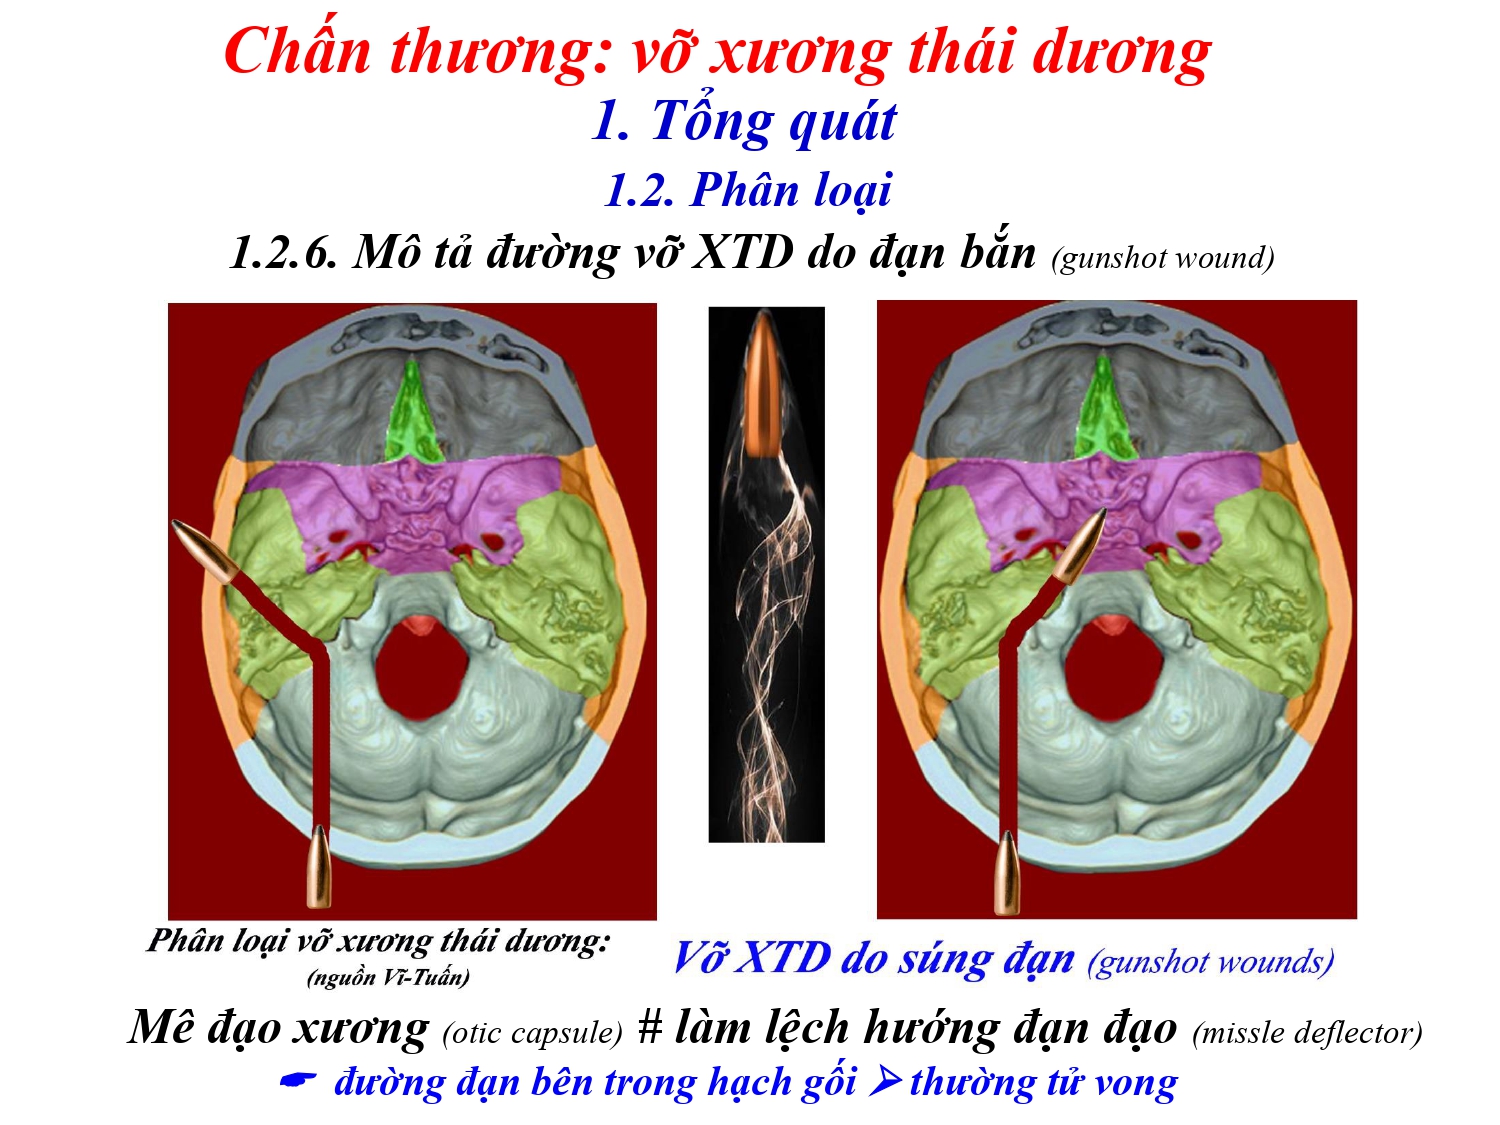 Chấn thương: vỡ xương thái dương
1. Tổng quát
1.2. Phân loại
1.2.6. Mô tả đường vỡ XTD do đạn bắn (gunshot wound)
Phân loại vỡ xương thái dương:
(nguồn Vĩ-Tuấn)
Vỡ XTD do súng đạn (gunshot wounds)
Mê đạo xương (otic capsule) # làm lệch hướng đạn đạo (missle deflector)
☛ đường đạn bên trong hạch gối ➢ thường tử vong